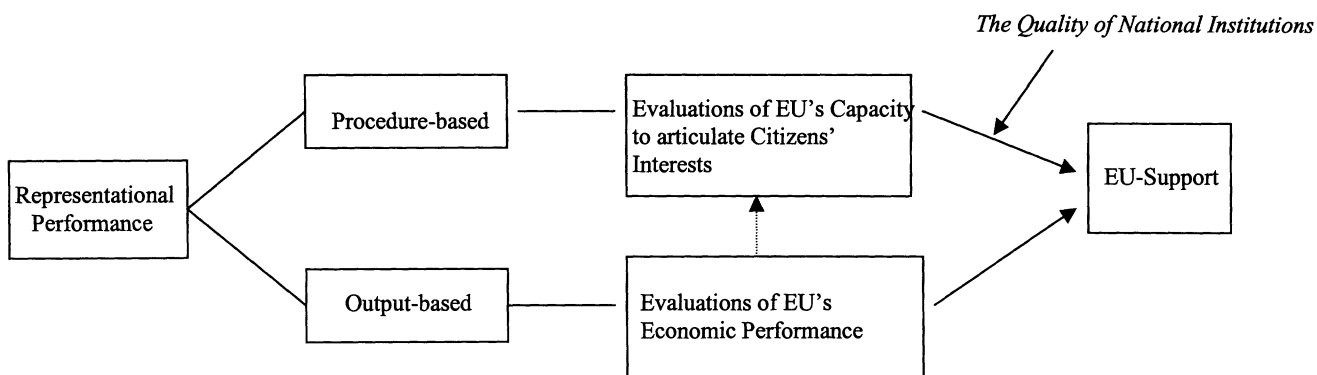 The Quality of National Institutions
Procedure-based
Evaluations of EU's Capacity
to articulate Citizens'
Interests
Representational
Performance
EU-Support
Output-based
Evaluations of EU's
Economic Performance